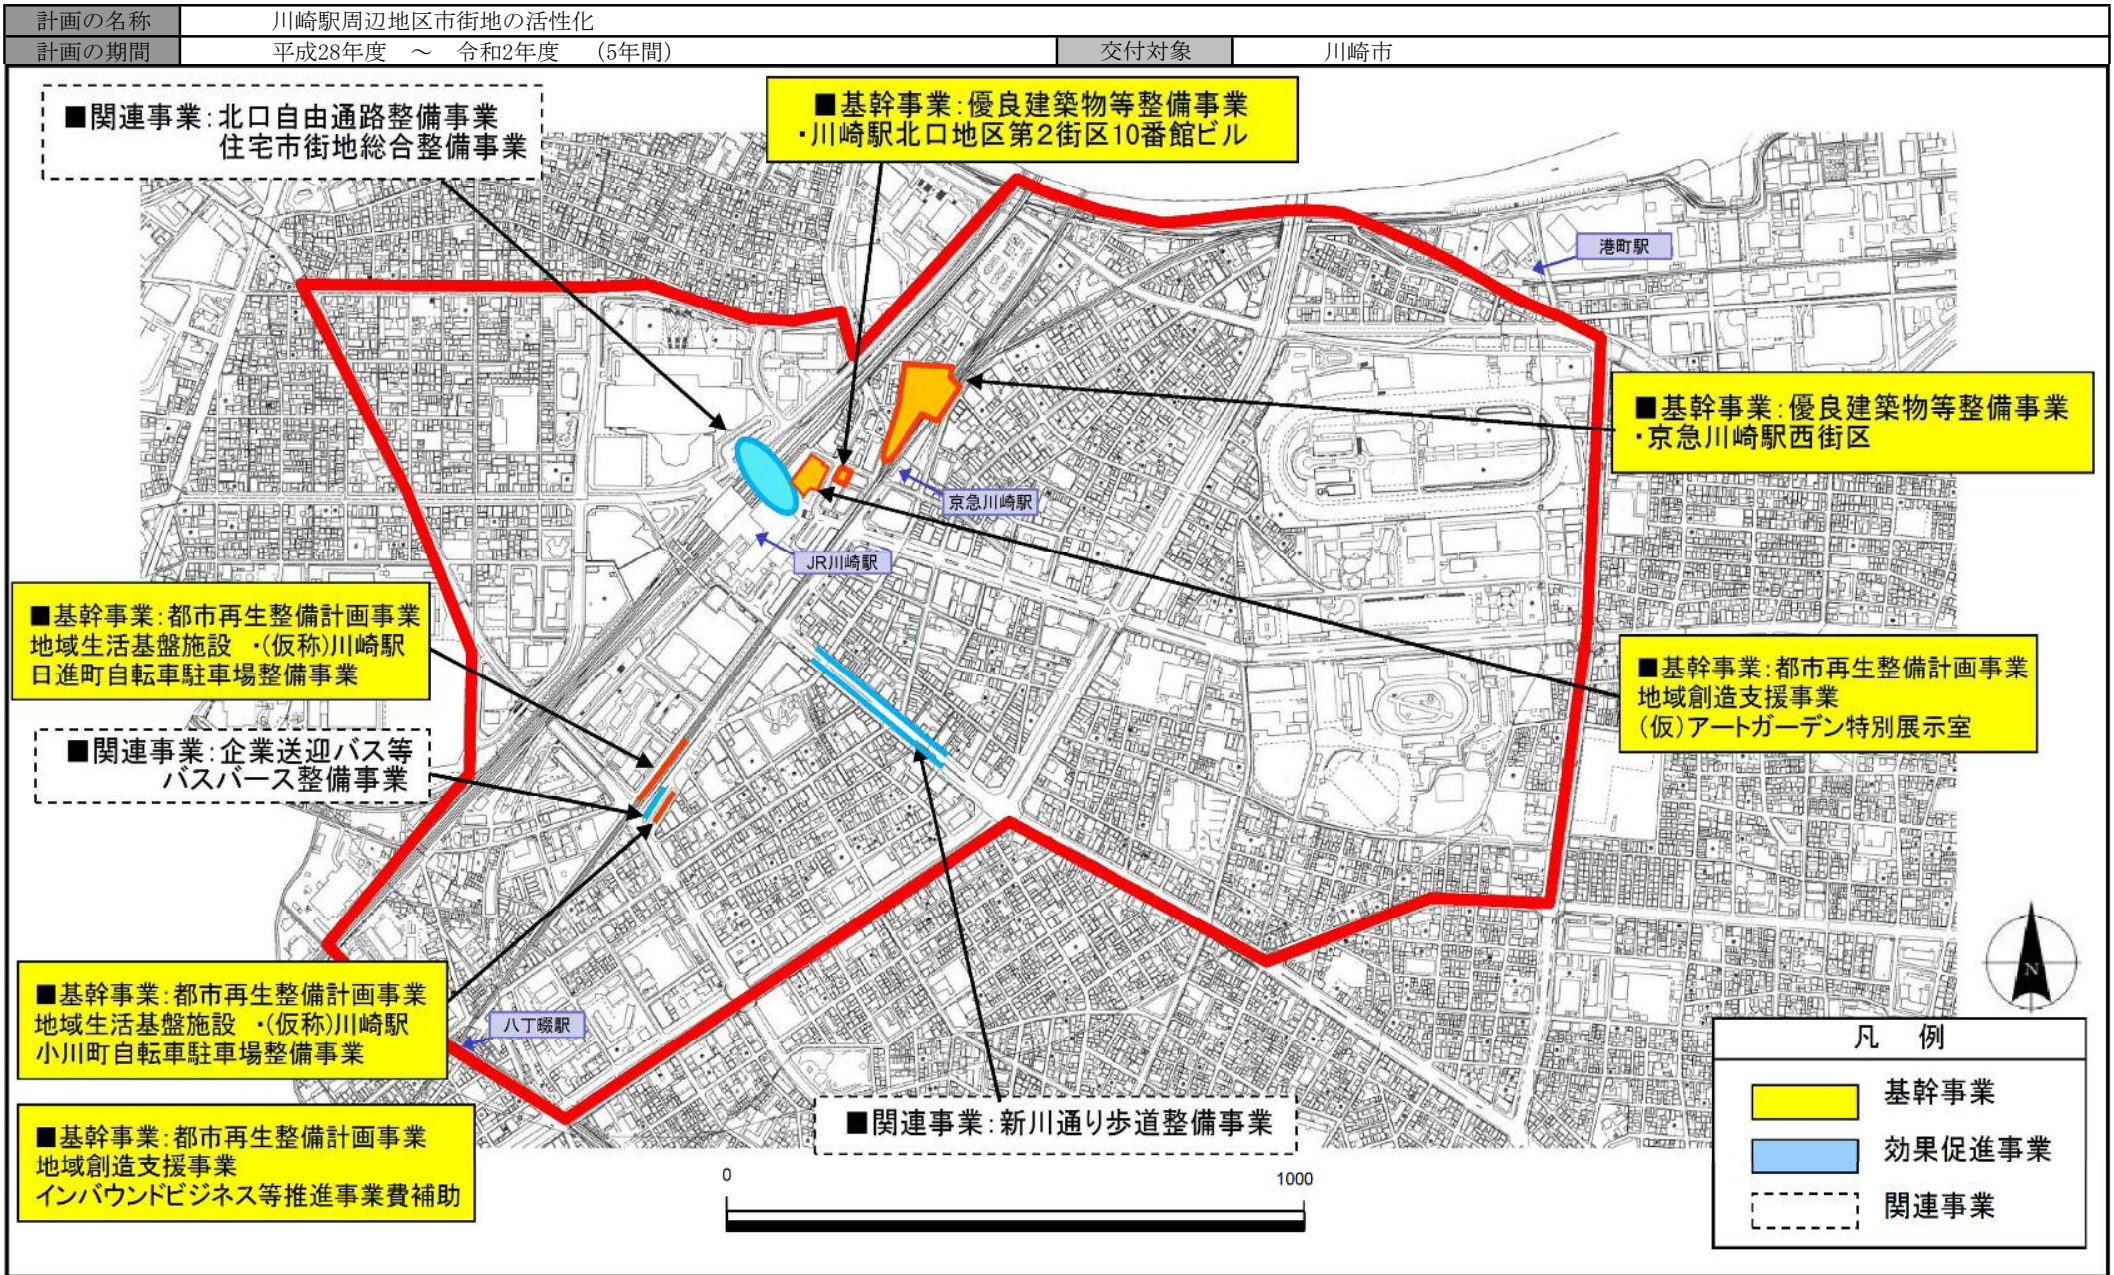 計画の名称 川崎駅周辺地区市街地の活性化
計画の期間 平成28年度 ～ 令和2年度 （5年間） 交付対象 川崎市
■関連事業：北口自由通路整備事業
住宅市街地総合整備事業
■基幹事業：優良建築物等整備事業
・川崎駅北口地区第2街区10番館ビル
港町駅
■基幹事業：優良建築物等整備事業
・京急川崎駅西街区
京急川崎駅
JR川崎駅
■基幹事業：都市再生整備計画事業
地域生活基盤施設 ・(仮称)川崎駅
日進町自転車駐車場整備事業
■基幹事業：都市再生整備計画事業
地域創造支援事業
(仮)アートガーデン特別展示室
■関連事業：企業送迎バス等
バスバース整備事業
■基幹事業：都市再生整備計画事業
地域生活基盤施設 ・(仮称)川崎駅
小川町自転車駐車場整備事業
八丁畷駅
■基幹事業：都市再生整備計画事業
地域創造支援事業
インバウンドビジネス等推進事業費補助
■関連事業：新川通り歩道整備事業
0 1000
N
凡 例
基幹事業
効果促進事業
関連事業